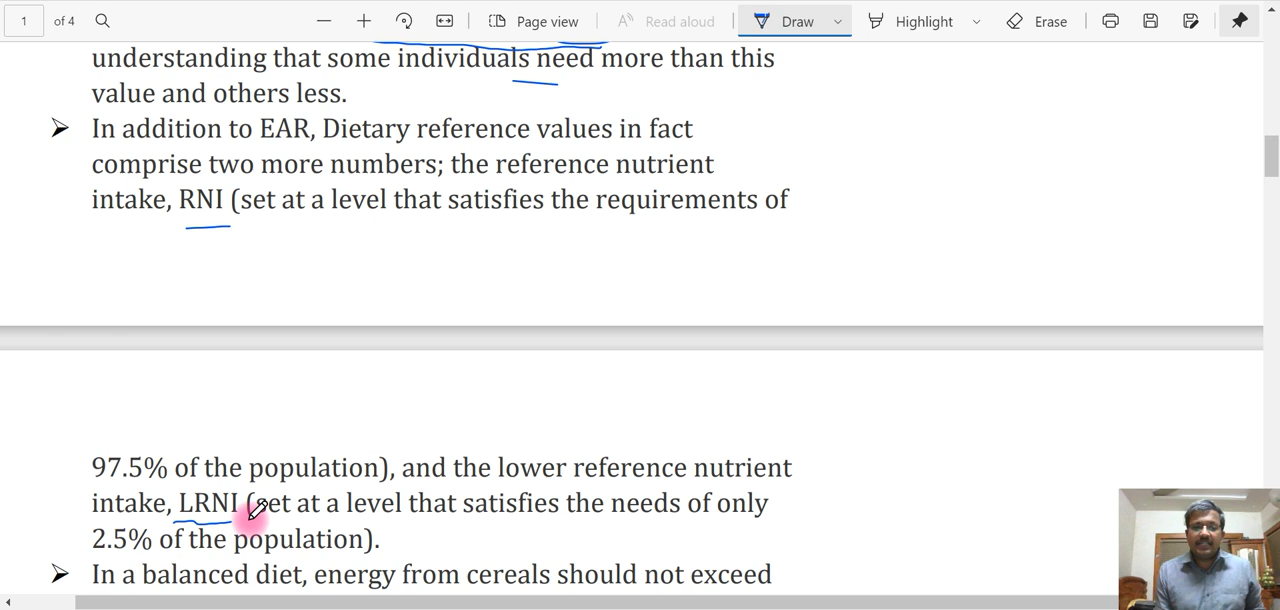 1 of 4 Page view Read aloud Draw Highlight Erase
understanding that some individuals need more than this
value and others less.
➢ In addition to EAR, Dietary reference values in fact
comprise two more numbers; the reference nutrient
intake, RNI (set at a level that satisfies the requirements of
97.5% of the population), and the lower reference nutrient
intake, LRNI (set at a level that satisfies the needs of only
2.5% of the population).
➢ In a balanced diet, energy from cereals should not exceed